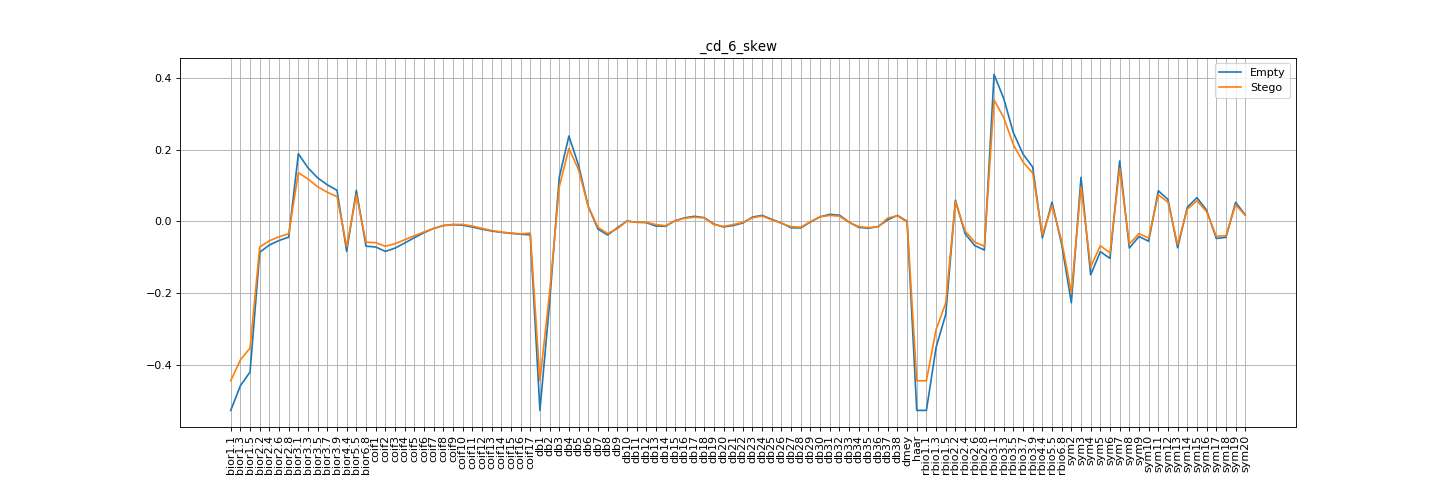 _cd_6_skew
Empty
Stego
0.4
0.2
0.0
−0.2
−0.4
bior1.1
bior1.3
bior1.5
bior2.2
bior2.4
bior2.6
bior2.8
bior3.1
bior3.3
bior3.5
bior3.7
bior3.9
bior4.4
bior5.5
bior6.8
coif1
coif2
coif3
coif4
coif5
coif6
coif7
coif8
coif9
coif10
coif11
coif12
coif13
coif14
coif15
coif16
coif17
db1
db2
db3
db4
db5
db6
db7
db8
db9
db10
db11
db12
db13
db14
db15
db16
db17
db18
db19
db20
db21
db22
db23
db24
db25
db26
db27
db28
db29
db30
db31
db32
db33
db34
db35
db36
db37
db38
dmey
haar
rbio1.1
rbio1.3
rbio1.5
rbio2.2
rbio2.4
rbio2.6
rbio2.8
rbio3.1
rbio3.3
rbio3.5
rbio3.7
rbio3.9
rbio4.4
rbio5.5
rbio6.8
sym2
sym3
sym4
sym5
sym6
sym7
sym8
sym9
sym10
sym11
sym12
sym13
sym14
sym15
sym16
sym17
sym18
sym19
sym20